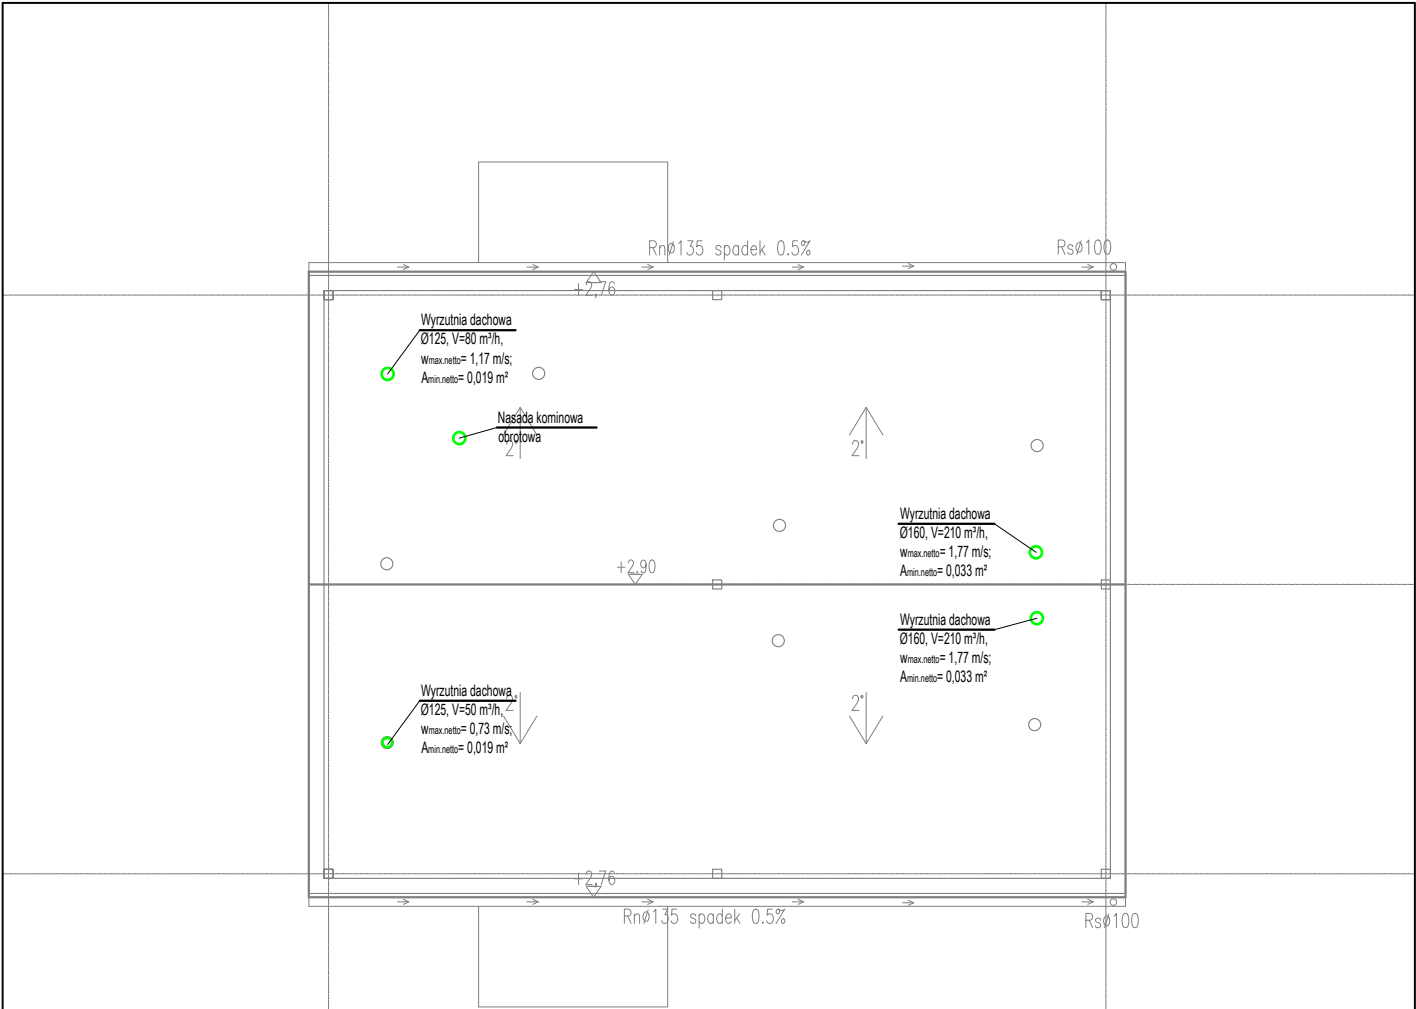 Rnø135 spadek 0.5%
Rsø100
+2,76
Wyrzutnia dachowa
Ø125, V=80 m³/h,
wmax.netto= 1,17 m/s;
Amin.netto= 0,019 m²
Nasada kominowa
obrotowa
2°
2°
Wyrzutnia dachowa
Ø160, V=210 m³/h,
wmax.netto= 1,77 m/s;
Amin.netto= 0,033 m²
+2,90
Wyrzutnia dachowa
Ø160, V=210 m³/h,
wmax.netto= 1,77 m/s;
Amin.netto= 0,033 m²
Wyrzutnia dachowa
Ø125, V=50 m³/h,
wmax.netto= 0,73 m/s;
Amin.netto= 0,019 m²
2°
2°
+2,76
Rnø135 spadek 0.5%
Rsø100